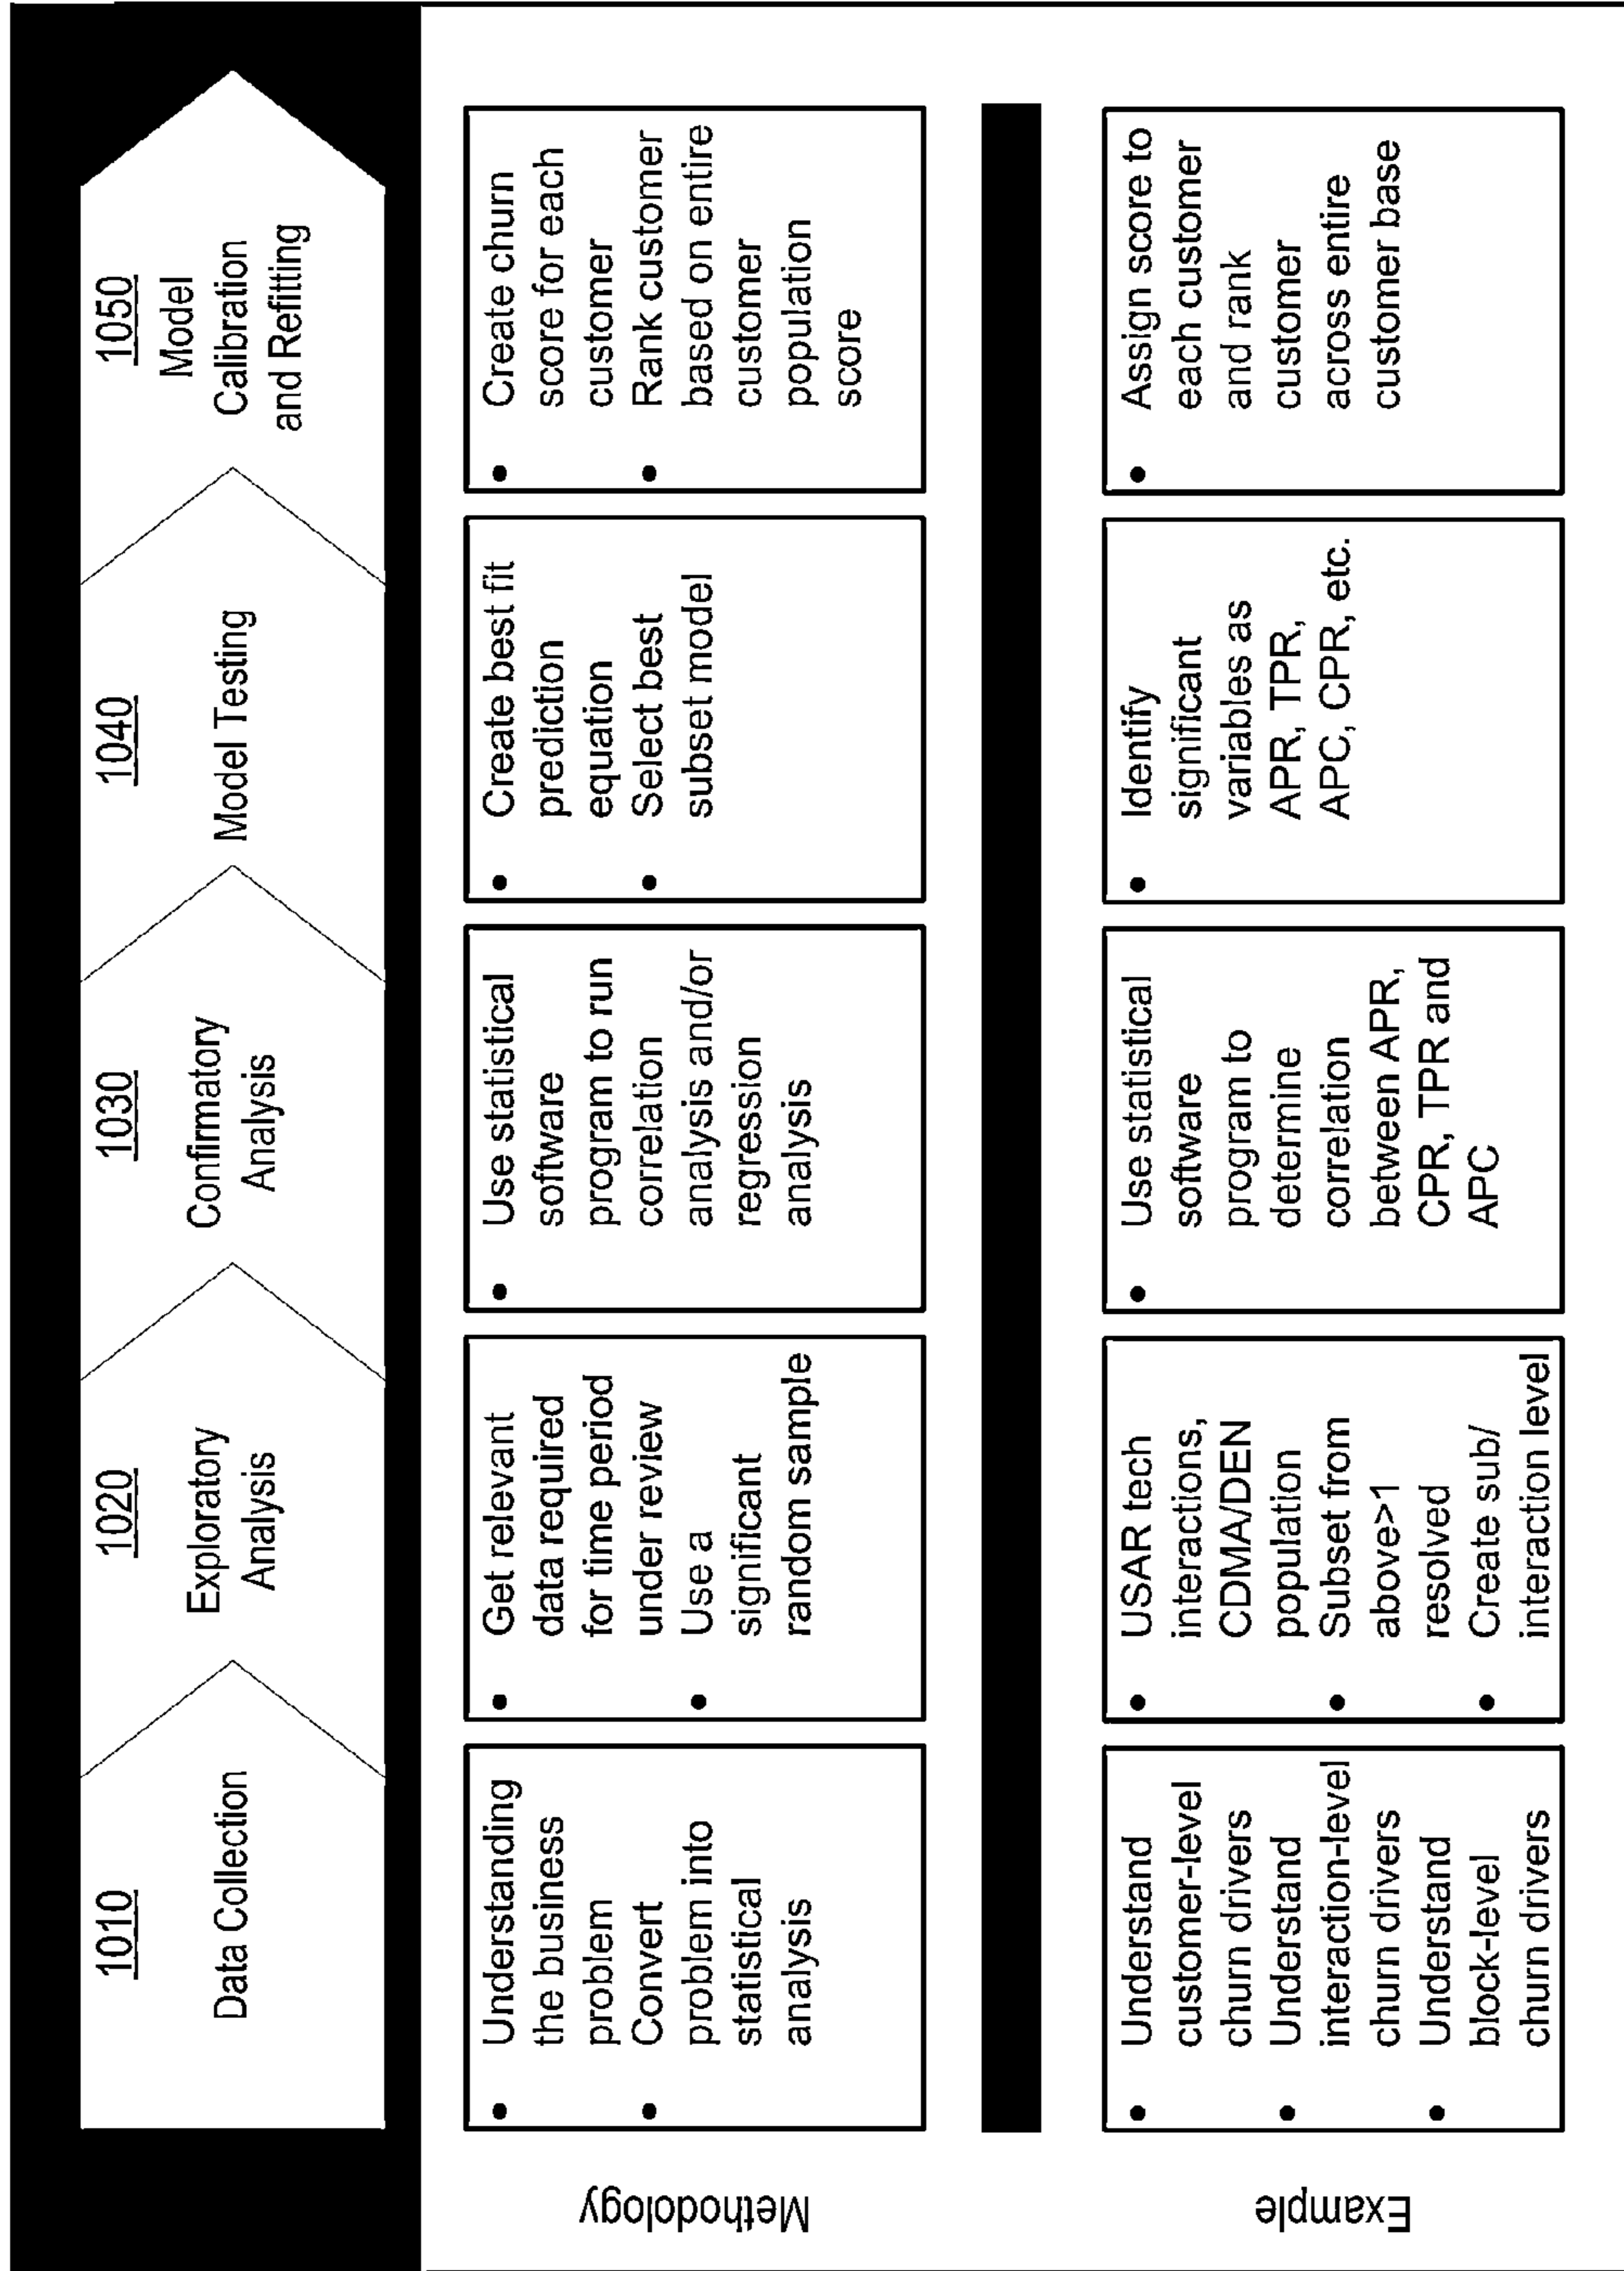 1010
Data Collection
1020
Exploratory
Analysis
1030
Confirmatory
Analysis
1040
Model Testing
1050
Model
Calibration
and Refitting
Methodology
• Understanding
the business
problem
• Convert
problem into
statistical
analysis
• Get relevant
data required
for time period
under review
• Use a
significant
random sample
• Use statistical
software
program to run
correlation
analysis and/or
regression
analysis
• Create best fit
prediction
equation
• Select best
subset model
• Create churn
score for each
customer
• Rank customer
based on entire
customer
population
score
Example
• Understand
customer-level
churn drivers
• Understand
interaction-level
churn drivers
• Understand
block-level
churn drivers
• USAR tech
interactions,
CDMA/DEN
population
• Subset from
above>1
resolved
• Create sub/
interaction level
• Use statistical
software
program to
determine
correlation
between APR,
CPR, TPR and
APC
• Identify
significant
variables as
APR, TPR,
APC, CPR, etc.
• Assign score to
each customer
and rank
customer
across entire
customer base